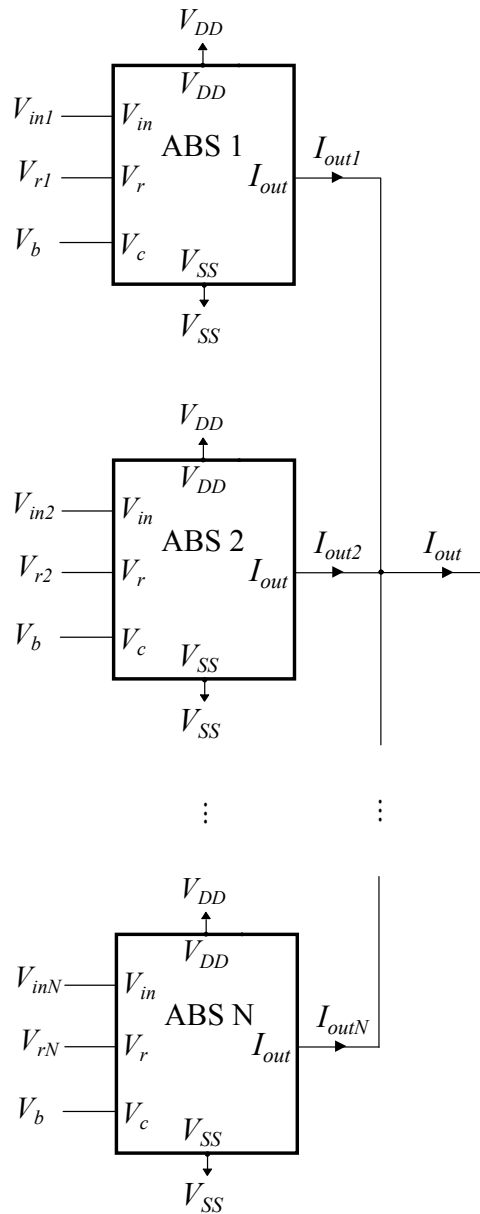 V_DD
V_DD
V_in1 V_in ABS 1 I_out1
V_r1 V_r I_out
V_b V_c V_SS
V_SS
V_DD
V_DD
V_in2 V_in ABS 2 I_out2 I_out
V_r2 V_r I_out
V_b V_c V_SS
V_SS
⋮ ⋮
V_DD
V_DD
V_inN V_in ABS N I_outN
V_rN V_r I_out
V_b V_c V_SS
V_SS